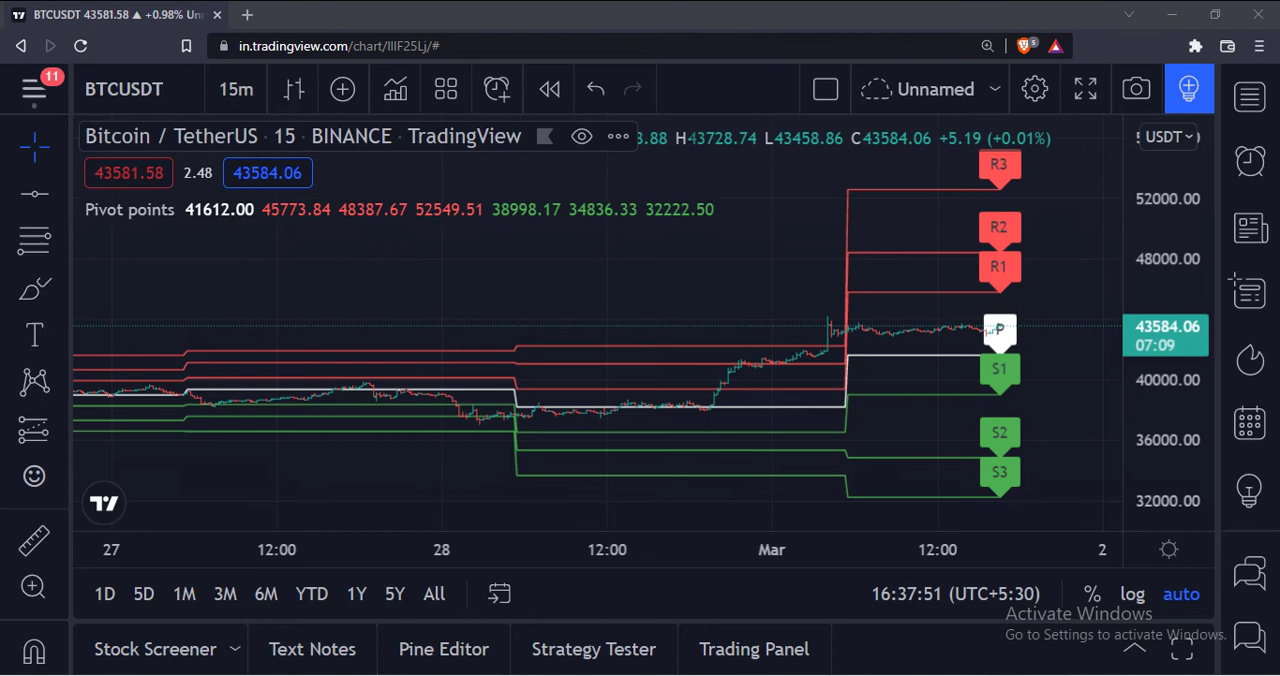 BTCUSDT 43581.58 ▲ +0.98%
in.tradingview.com/chart/IIIF25Lj/#
5
11
BTCUSDT 15m Unnamed
Bitcoin / TetherUS · 15 · BINANCE · TradingView 3.88 H43728.74 L43458.86 C43584.06 +5.19 (+0.01%) USDT
43581.58 2.48 43584.06
Pivot points 41612.00 45773.84 48387.67 52549.51 38998.17 34836.33 32222.50
R3
52000.00
R2
48000.00
R1
43584.06
07:09
P
S1
40000.00
S2
36000.00
S3
32000.00
27 12:00 28 12:00 Mar 12:00 2
1D 5D 1M 3M 6M YTD 1Y 5Y All 16:37:51 (UTC+5:30) % log auto
Activate Windows
Go to Settings to activate Windows.
Stock Screener Text Notes Pine Editor Strategy Tester Trading Panel